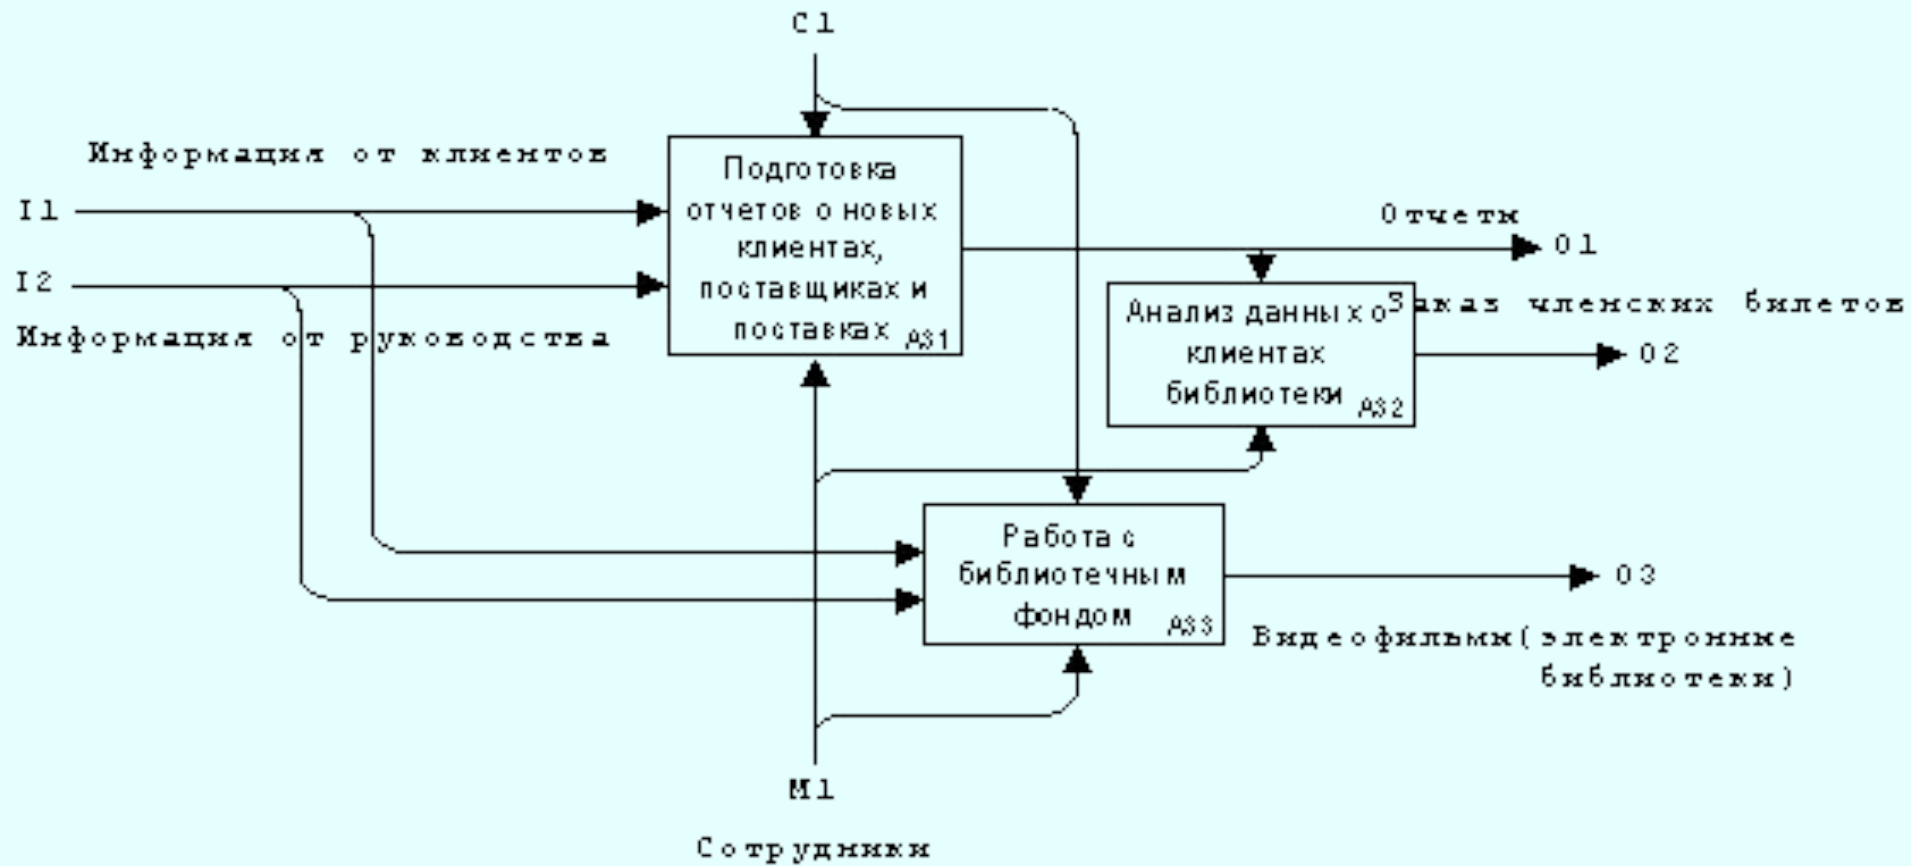 C1
Информация от клиентов
I1
I2
Информация от руководства
Подготовка
отчетов о новых
клиентах,
поставщиках и
поставках
A31
Отчеты
O1
Заказ членских билетов
Анализ данных о
клиентах
библиотеки
A32
O2
Работа с
библиотечным
фондом
A33
O3
Видеофильмы(электронные
библиотеки)
M1
Сотрудники